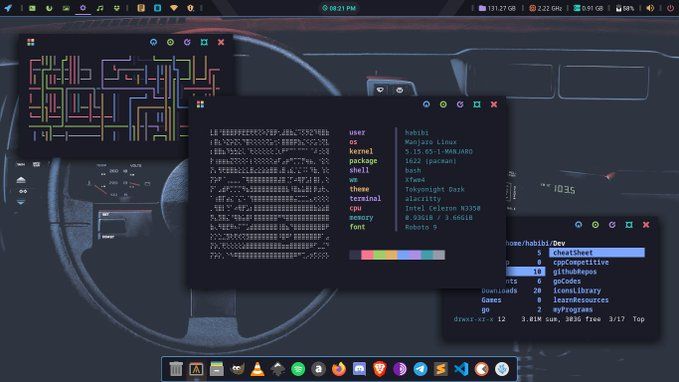 08:21 PM
131.27 GB
2.22 GHz
0.91 GB
58%
user habibi
os Manjaro Linux
kernel 5.15.65-1-MANJARO
package 1622 (pacman)
shell bash
wm Xfwm4
theme Tokyonight Dark
terminal alacritty
cpu Intel Celeron N3350
memory 0.93GiB / 3.66GiB
font Roboto 9
VOLTS
103.5
home/habibi/Dev
5 cheatSheet
0 cppCompetitive
10 githubRepos
6 goCodes
Downloads 20 iconsLibrary
Games 0 learnResources
go 2 myPrograms
drwxr-xr-x 12 3.01M sum, 303G free 3/17 Top